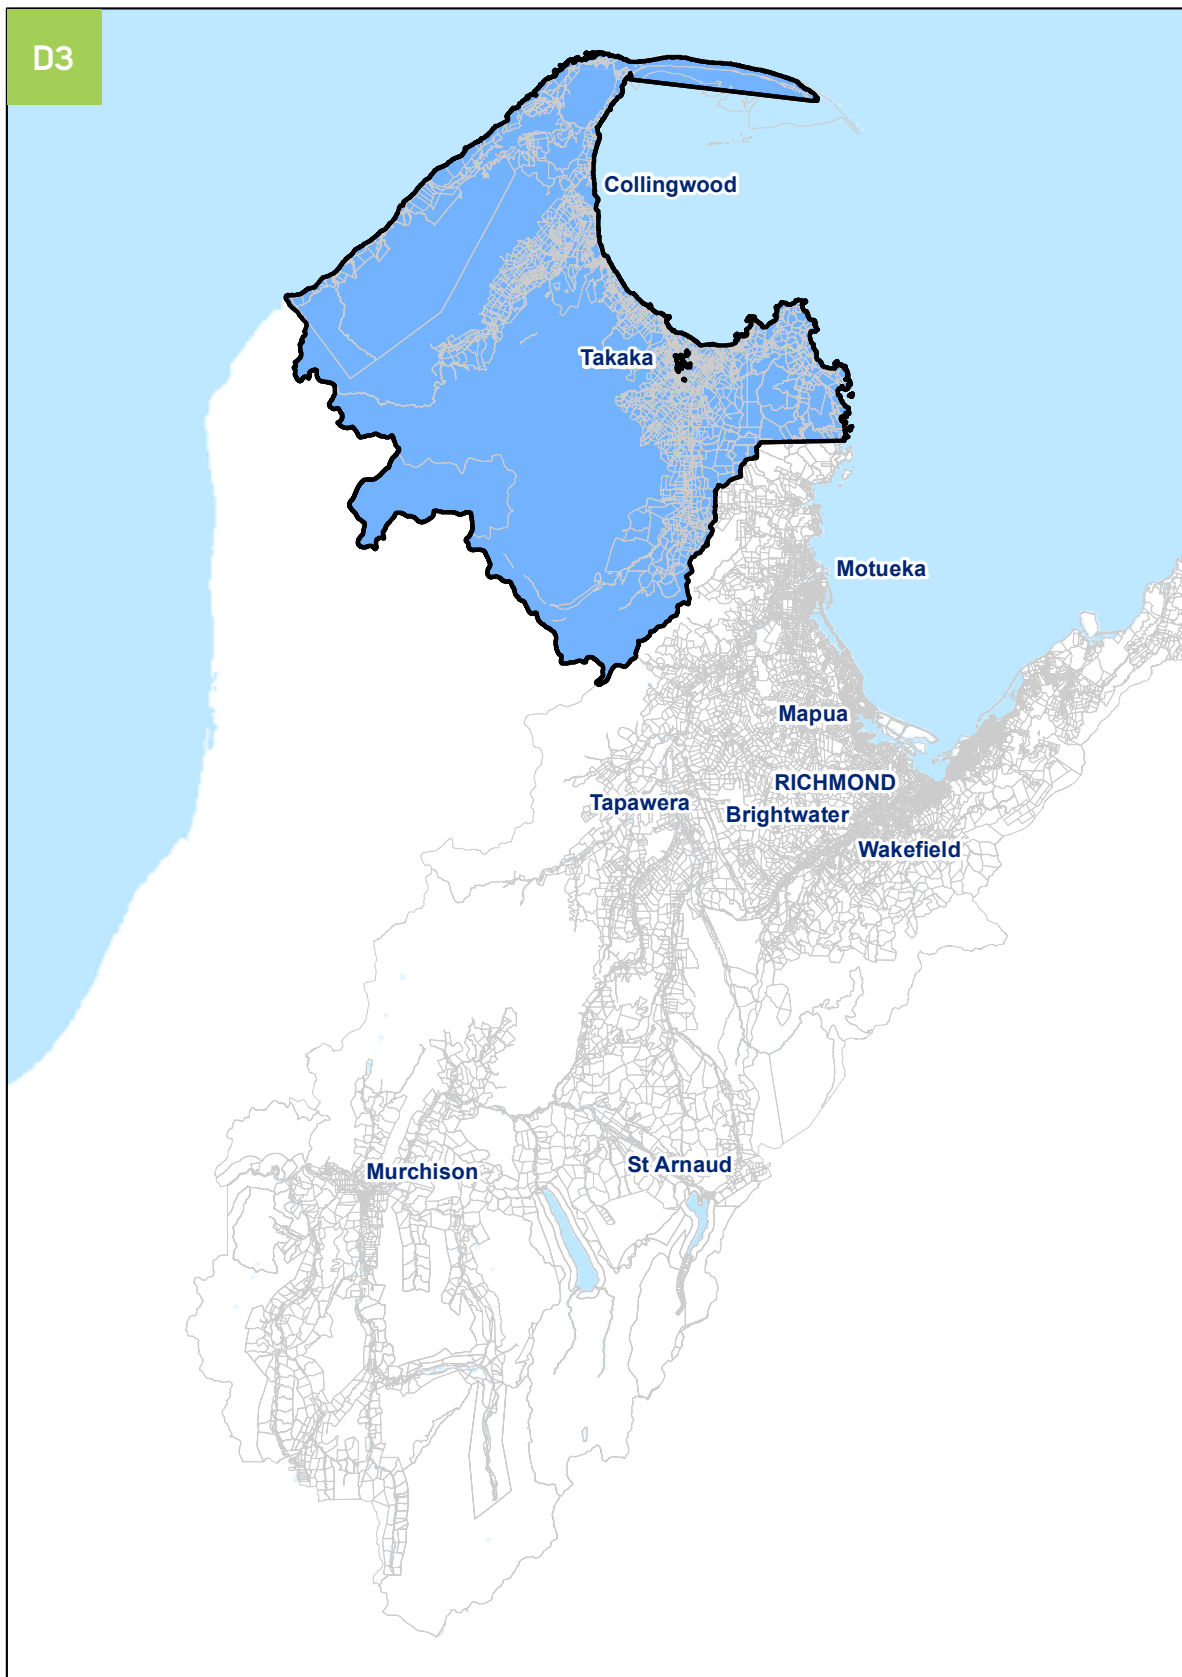 D3
Collingwood
Takaka
Motueka
Mapua
RICHMOND
Tapawera
Brightwater
Wakefield
St Arnaud
Murchison